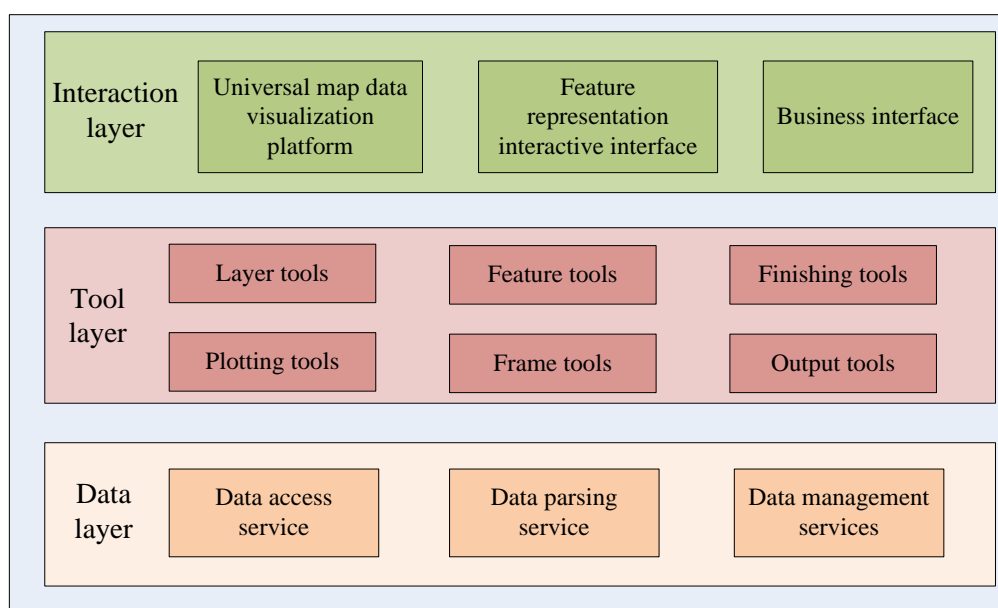 Interaction
layer
Universal map data
visualization
platform
Feature
representation
interactive interface
Business interface
Tool
layer
Layer tools
Feature tools
Finishing tools
Plotting tools
Frame tools
Output tools
Data
layer
Data access
service
Data parsing
service
Data management
services